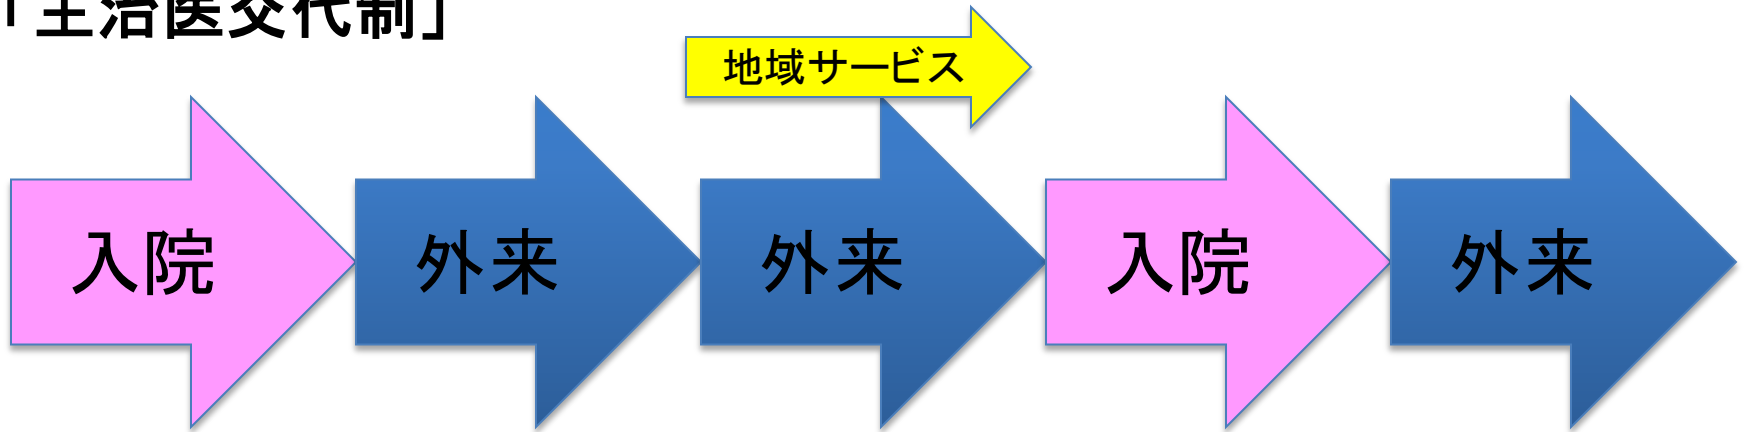 「主治医交代制」
地域サービス
入院
外来
外来
入院
外来